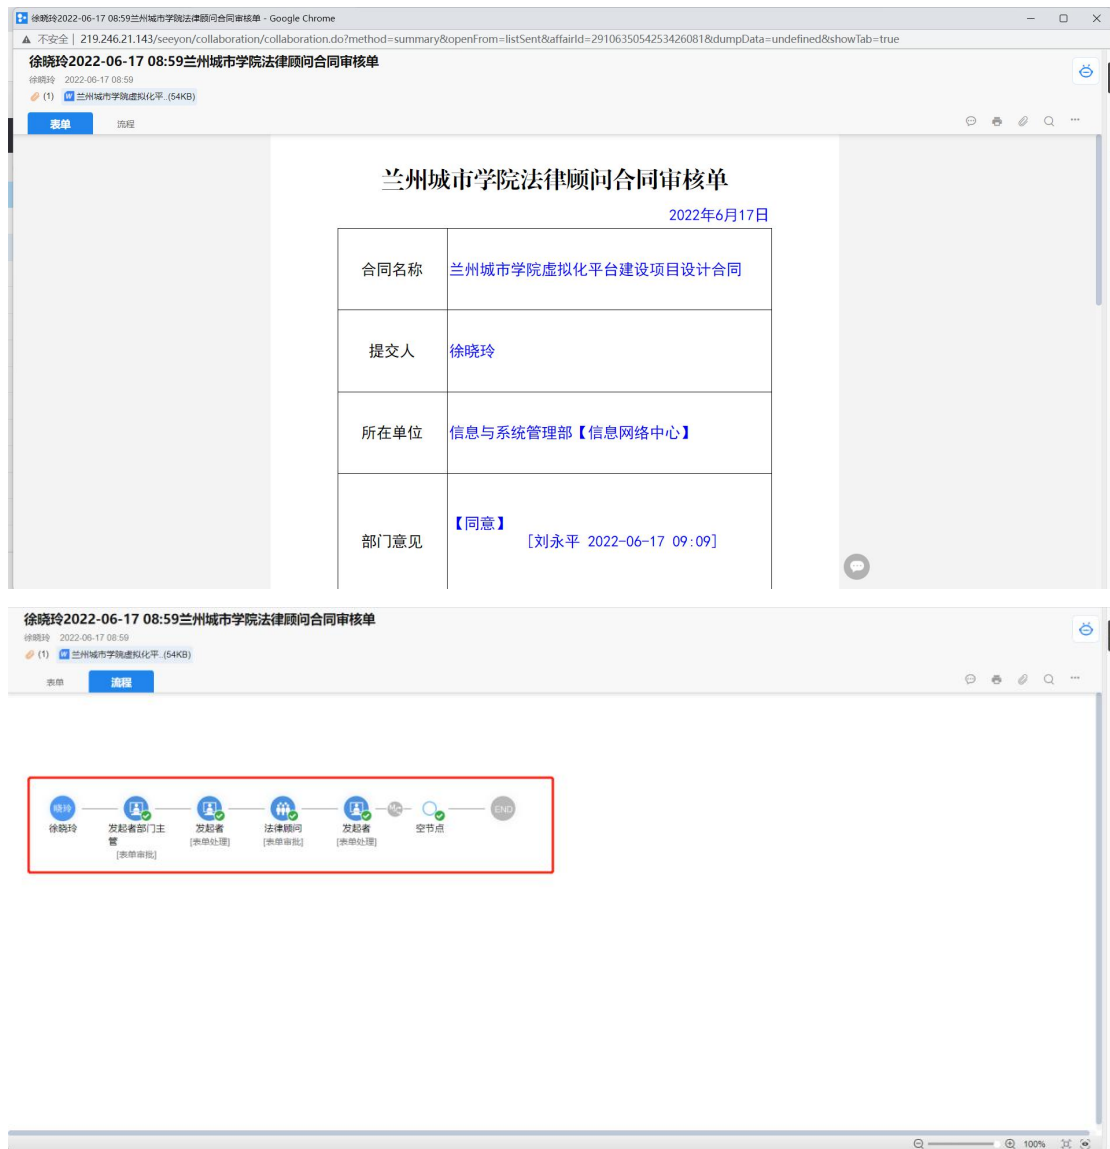 徐晓玲2022-06-17 08:59兰州城市学院法律顾问合同审核单 - Google Chrome
不安全 | 219.246.21.143/seeyon/collaboration/collaboration.do?method=summary&openFrom=listSent&affairId=2910635054253426081&dumpData=undefined&showTab=true
徐晓玲2022-06-17 08:59兰州城市学院法律顾问合同审核单
徐晓玲 2022-06-17 08:59
(1) 兰州城市学院虚拟化平..(54KB)
表单 流程
兰州城市学院法律顾问合同审核单
2022年6月17日
合同名称 兰州城市学院虚拟化平台建设项目设计合同
提交人 徐晓玲
所在单位 信息与系统管理部【信息网络中心】
部门意见 【同意】
[刘永平 2022-06-17 09:09]
徐晓玲2022-06-17 08:59兰州城市学院法律顾问合同审核单
徐晓玲 2022-06-17 08:59
(1) 兰州城市学院虚拟化平..(54KB)
表单 流程
晓玲 END
徐晓玲 发起者部门主管 发起者 法律顾问 发起者 空节点
[表单审批] [表单处理] [表单审批] [表单处理]
100%